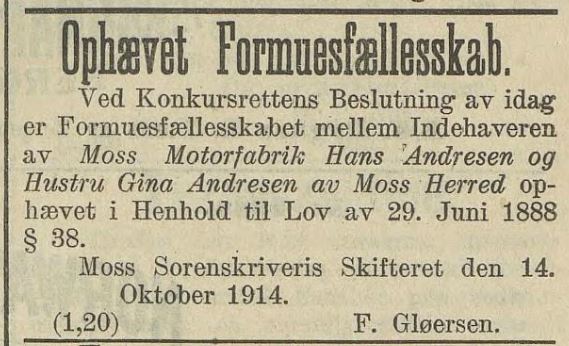 Ophævet Formuesfællesskab.
Ved Konkursrettens Beslutning av idag
er Formuesfællesskabet mellem Indehaveren
av Moss Motorfabrik Hans Andresen og
Hustru Gina Andresen av Moss Herred op-
hævet i Henhold til Lov av 29. Juni 1888
§ 38.
Moss Sorenskriveris Skifteret den 14.
Oktober 1914.
(1,20) F. Gløersen.